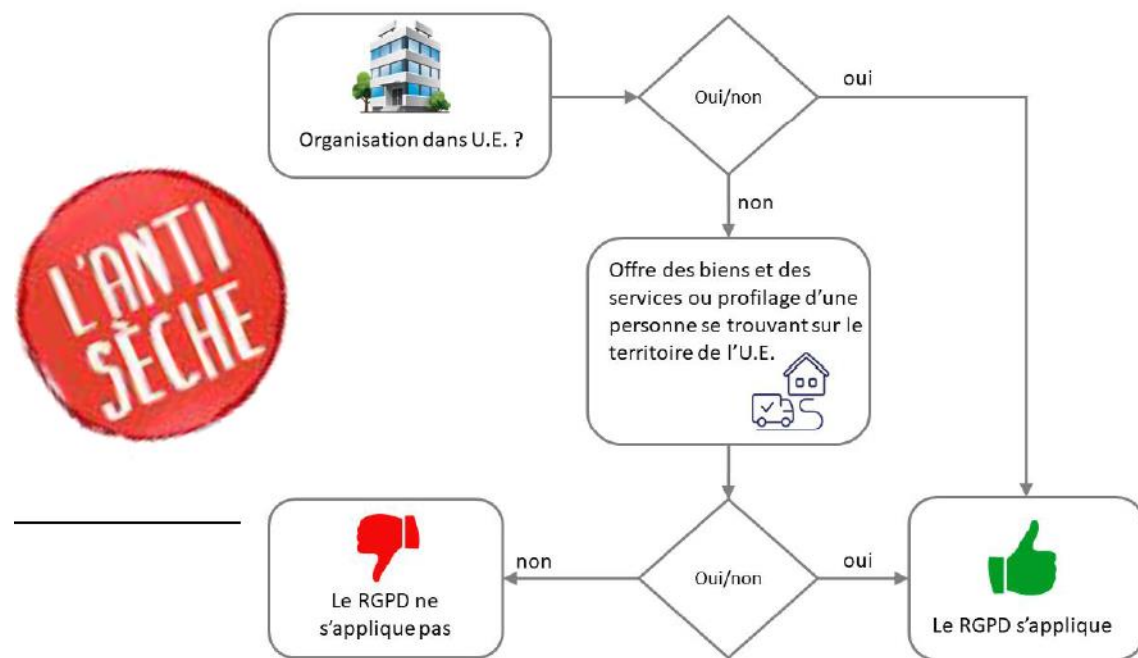 Organisation dans U.E. ?
Oui/non
oui
non
L'ANTI
SÈCHE
Offre des biens et des
services ou profilage d'une
personne se trouvant sur le
territoire de l'U.E.
Oui/non
non
oui
Le RGPD ne
s'applique pas
Le RGPD s'applique